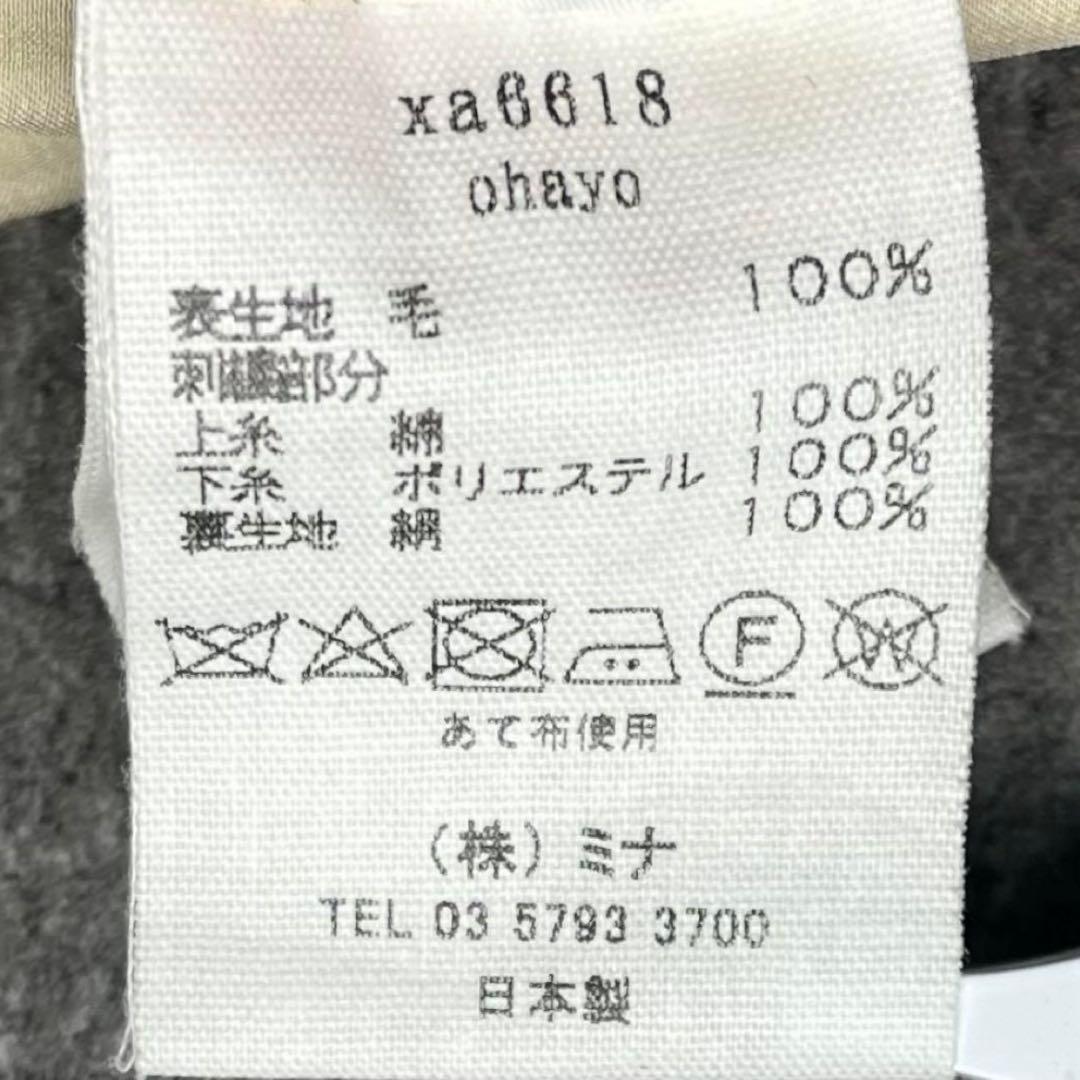 xa6618
ohayo
表生地 毛 100%
刺繍部分
上糸 綿 100%
下糸 ポリエステル 100%
裏生地 絹 100%
F W
あて布使用
(株)ミナ
TEL 03 5793 3700
日本製